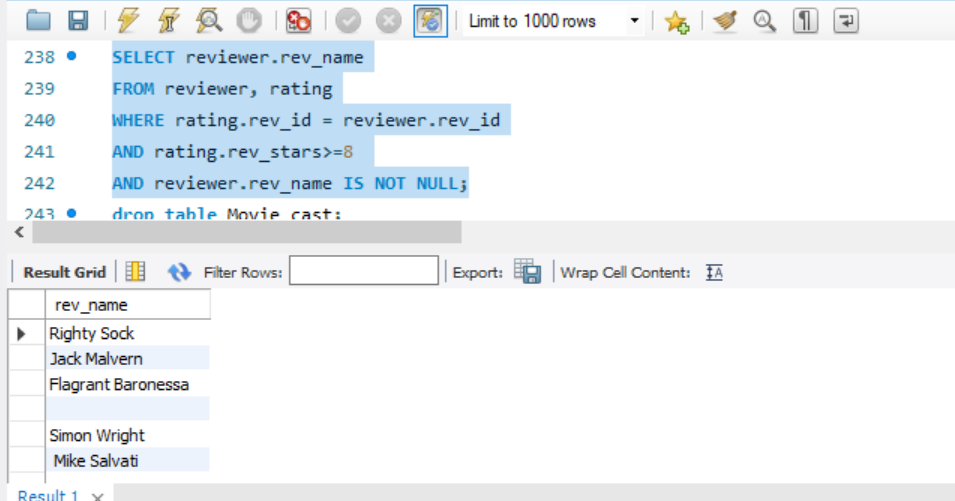 Limit to 1000 rows
238 SELECT reviewer.rev_name
239 FROM reviewer, rating
240 WHERE rating.rev_id = reviewer.rev_id
241 AND rating.rev_stars>=8
242 AND reviewer.rev_name IS NOT NULL;
243 drop table Movie_cast;
Result Grid Filter Rows: Export: Wrap Cell Content: IA
rev_name
Righty Sock
Jack Malvern
Flagrant Baronessa
Simon Wright
Mike Salvati
Result 1